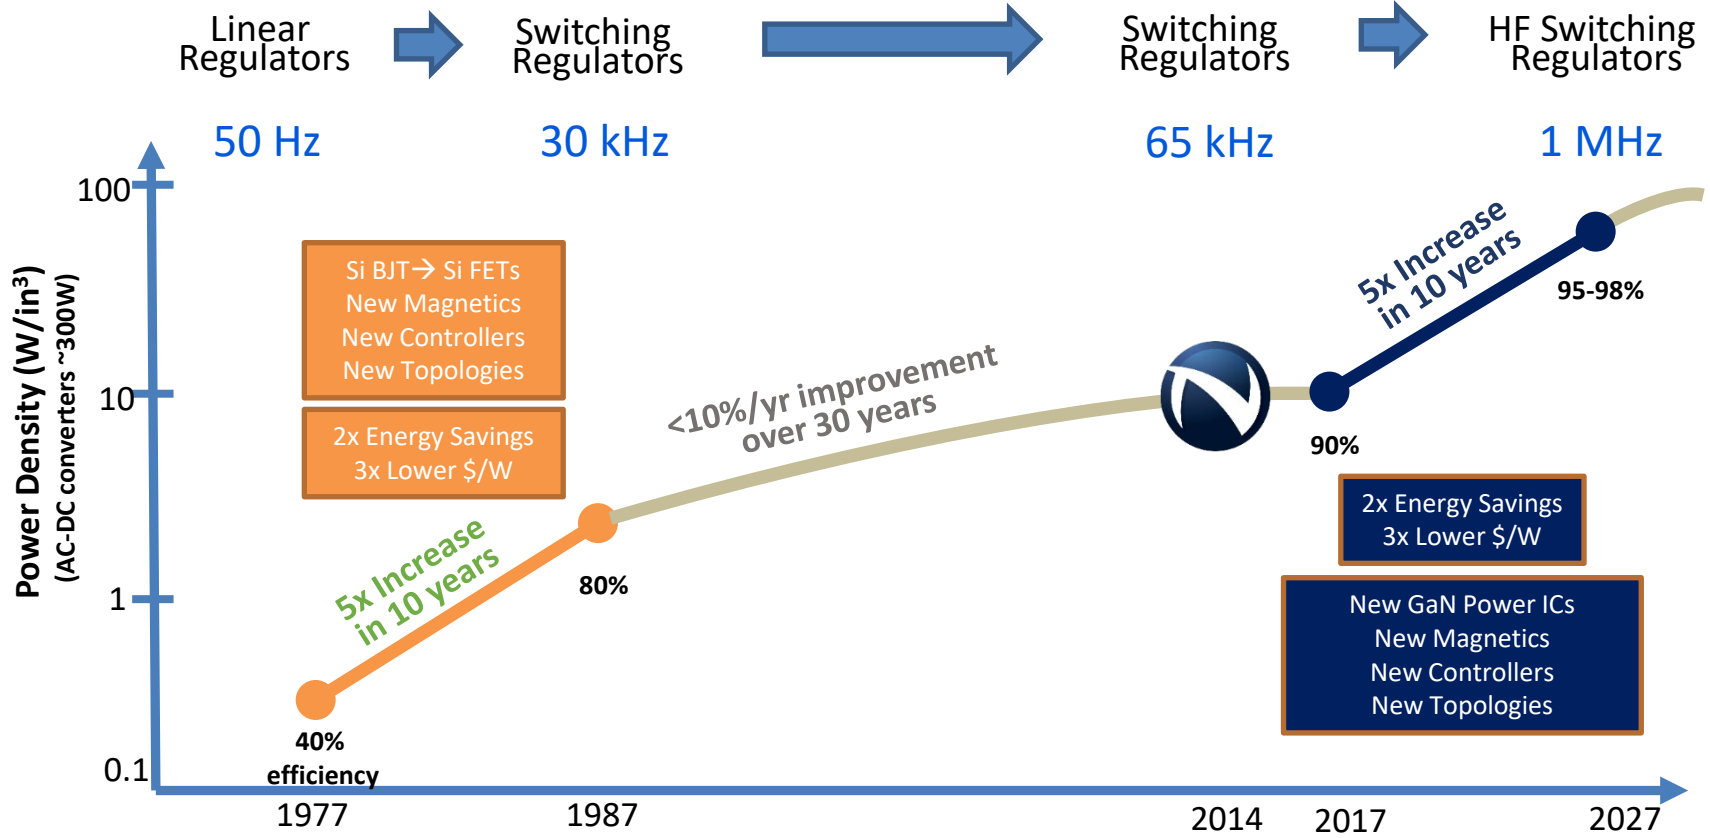 Linear
Regulators
Switching
Regulators
Switching
Regulators
HF Switching
Regulators
50 Hz
30 kHz
65 kHz
1 MHz
Power Density (W/in³)
(AC-DC converters ~300W)
100
10
1
0.1
Si BJT→ Si FETs
New Magnetics
New Controllers
New Topologies
2x Energy Savings
3x Lower $/W
5x Increase
in 10 years
40%
efficiency
80%
<10%/yr improvement
over 30 years
90%
5x Increase
in 10 years
95-98%
2x Energy Savings
3x Lower $/W
New GaN Power ICs
New Magnetics
New Controllers
New Topologies
1977
1987
2014
2017
2027